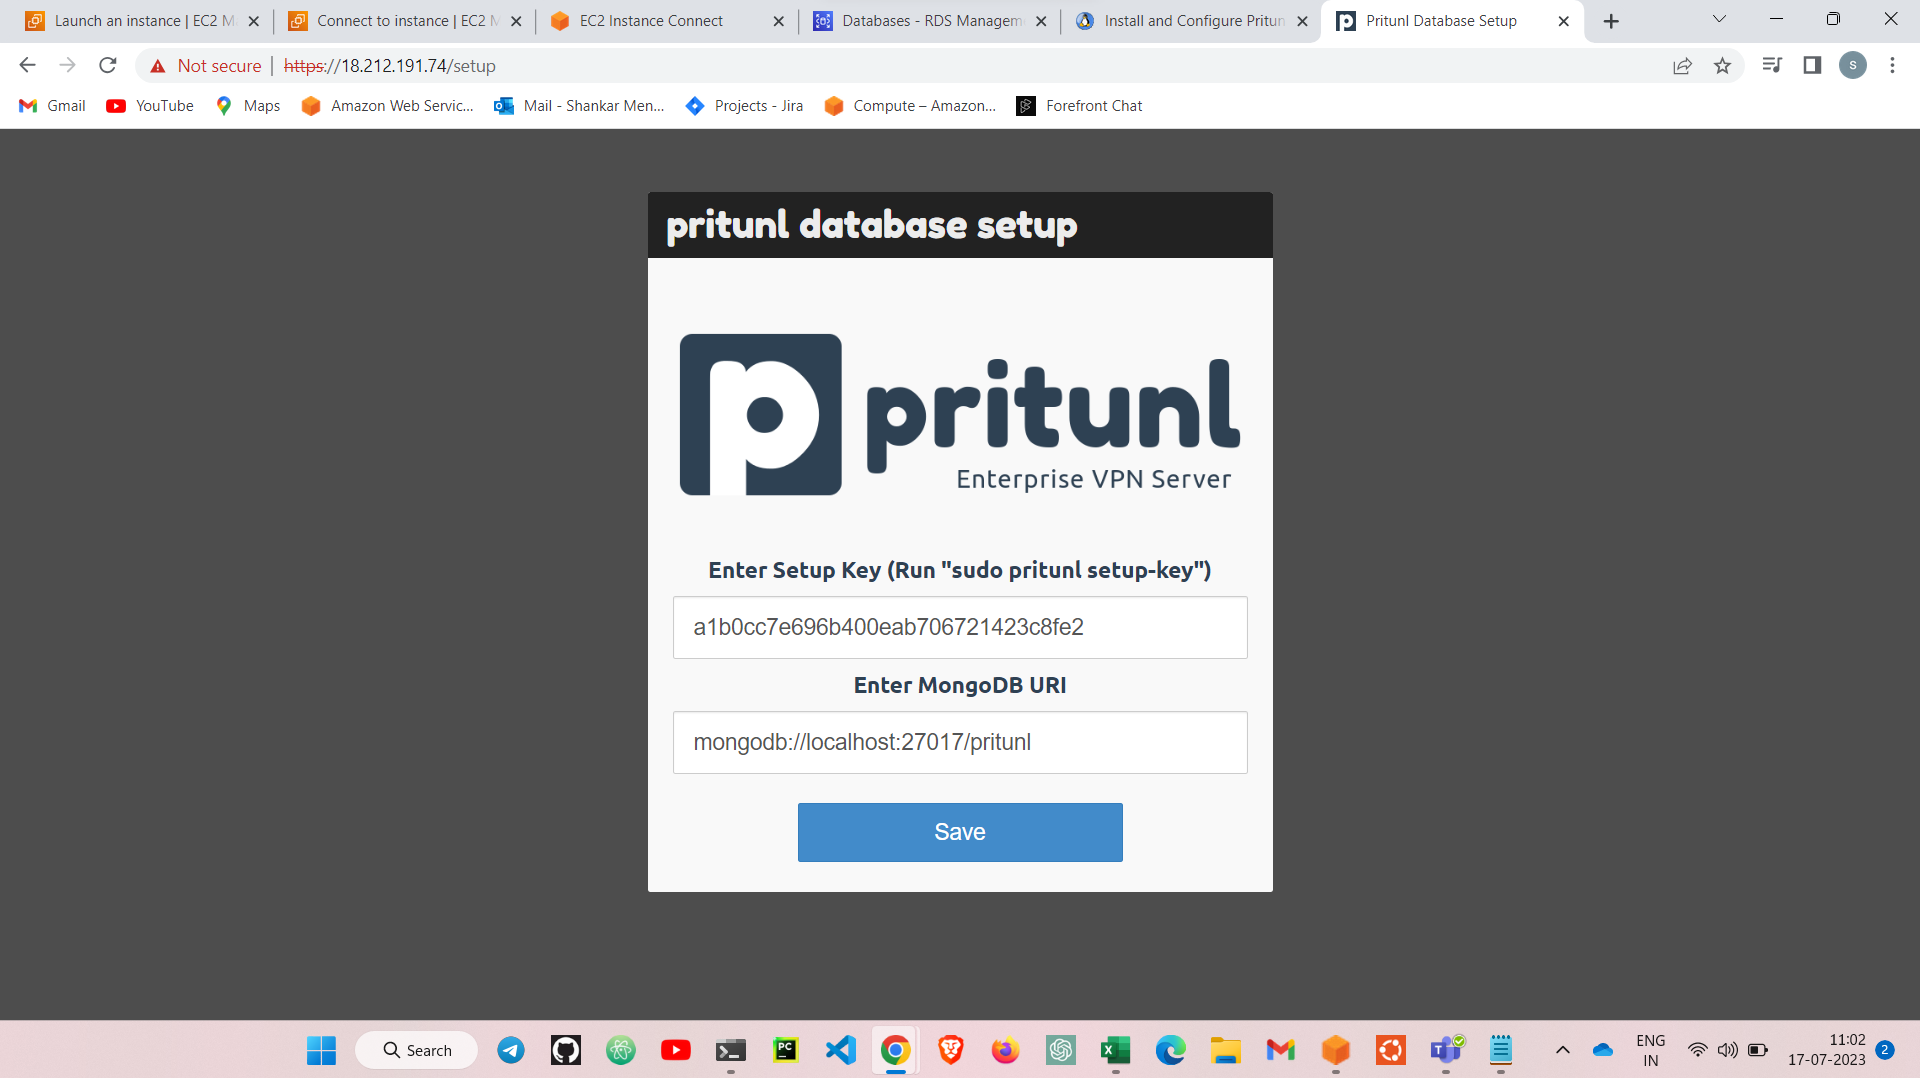 Launch an instance | EC2 M
Connect to instance | EC2 M
EC2 Instance Connect
Databases - RDS Managem
Install and Configure Pritun
Pritunl Database Setup
Not secure
https://18.212.191.74/setup
S
Gmail
YouTube
Maps
Amazon Web Servic...
Mail - Shankar Men...
Projects - Jira
Compute – Amazon...
Forefront Chat
pritunl database setup
pritunl
Enterprise VPN Server
Enter Setup Key (Run "sudo pritunl setup-key")
a1b0cc7e696b400eab706721423c8fe2
Enter MongoDB URI
mongodb://localhost:27017/pritunl
Save
Search
PC
ENG
IN
11:02
17-07-2023
2